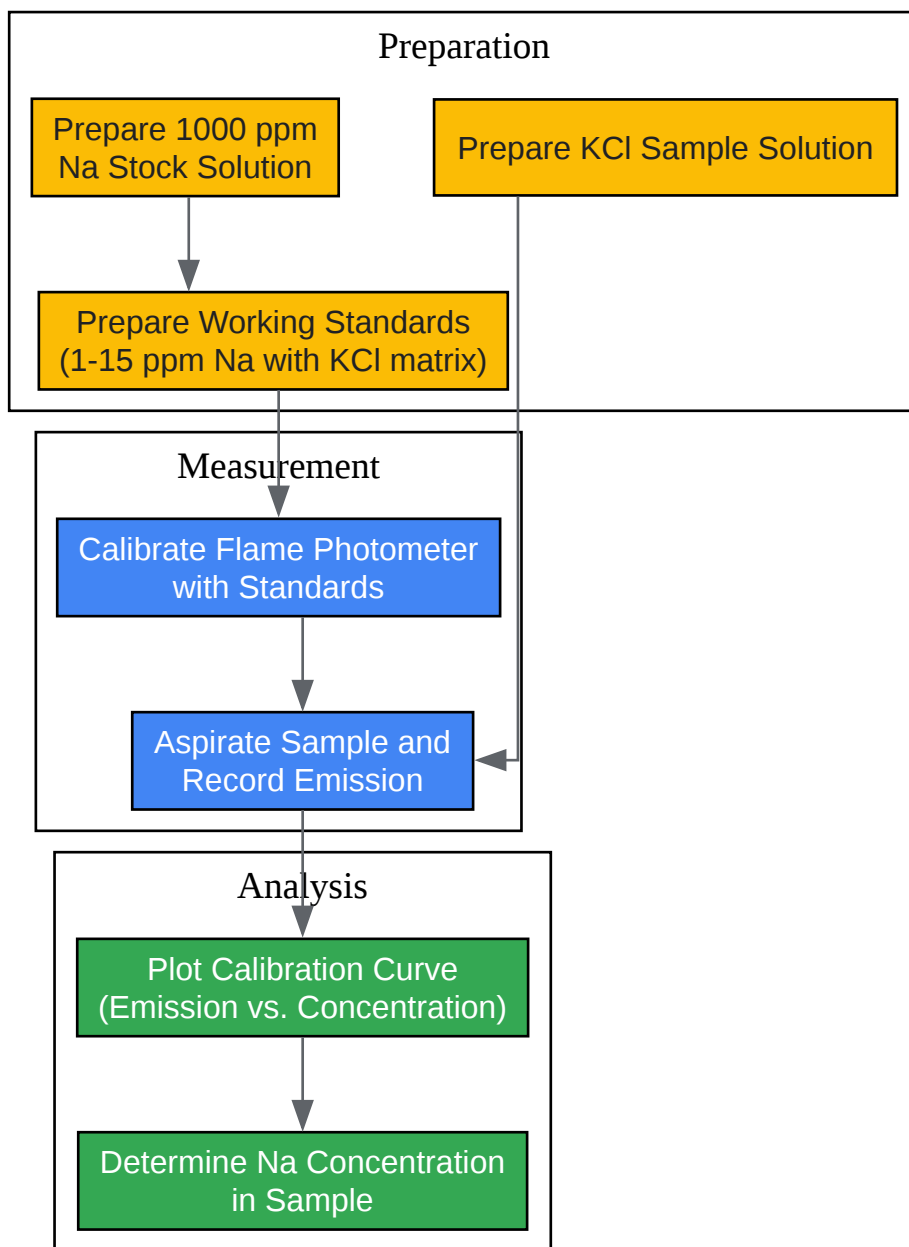 Preparation
Prepare 1000 ppm
Na Stock Solution
Prepare KCl Sample Solution
Prepare Working Standards
(1-15 ppm Na with KCl matrix)
Measurement
Calibrate Flame Photometer
with Standards
Aspirate Sample and
Record Emission
Analysis
Plot Calibration Curve
(Emission vs. Concentration)
Determine Na Concentration
in Sample